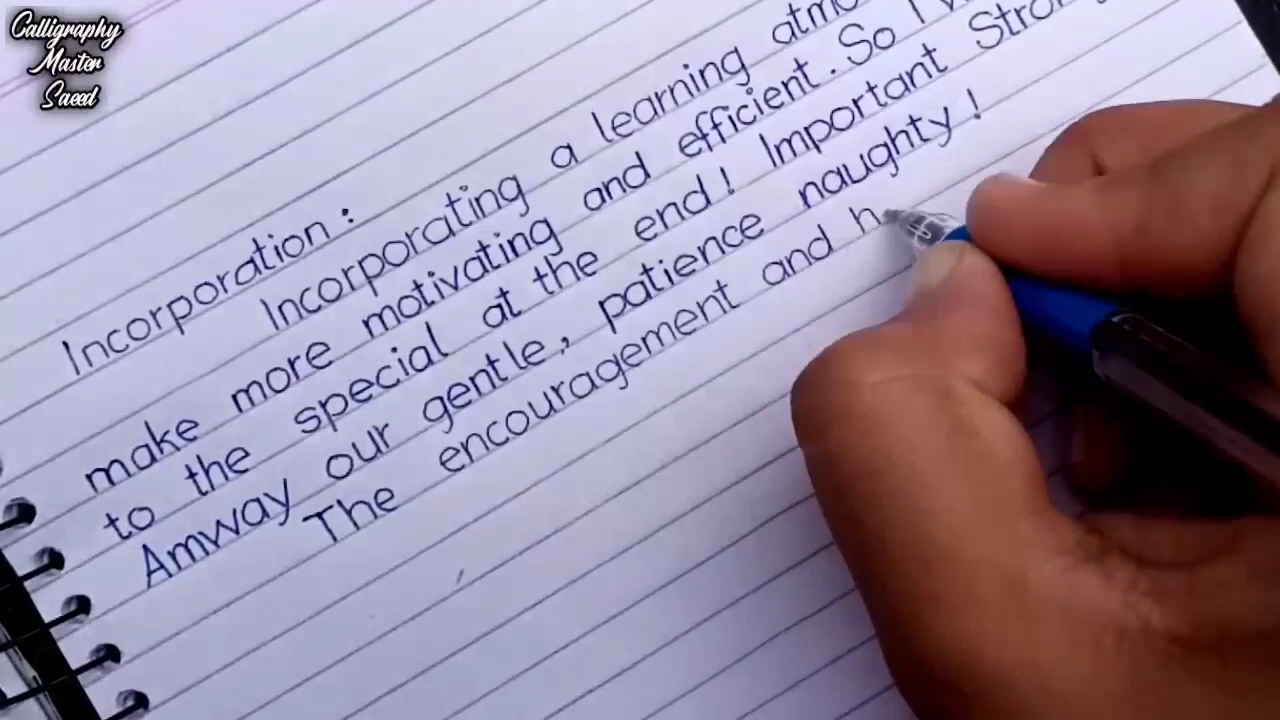 Calligraphy
Master
Saeed
Incorporation :
Incorporating a learning
make more motivating and efficient. So I
to the special at the end! Important
Amway our gentle, patience naughty!
The encouragement and